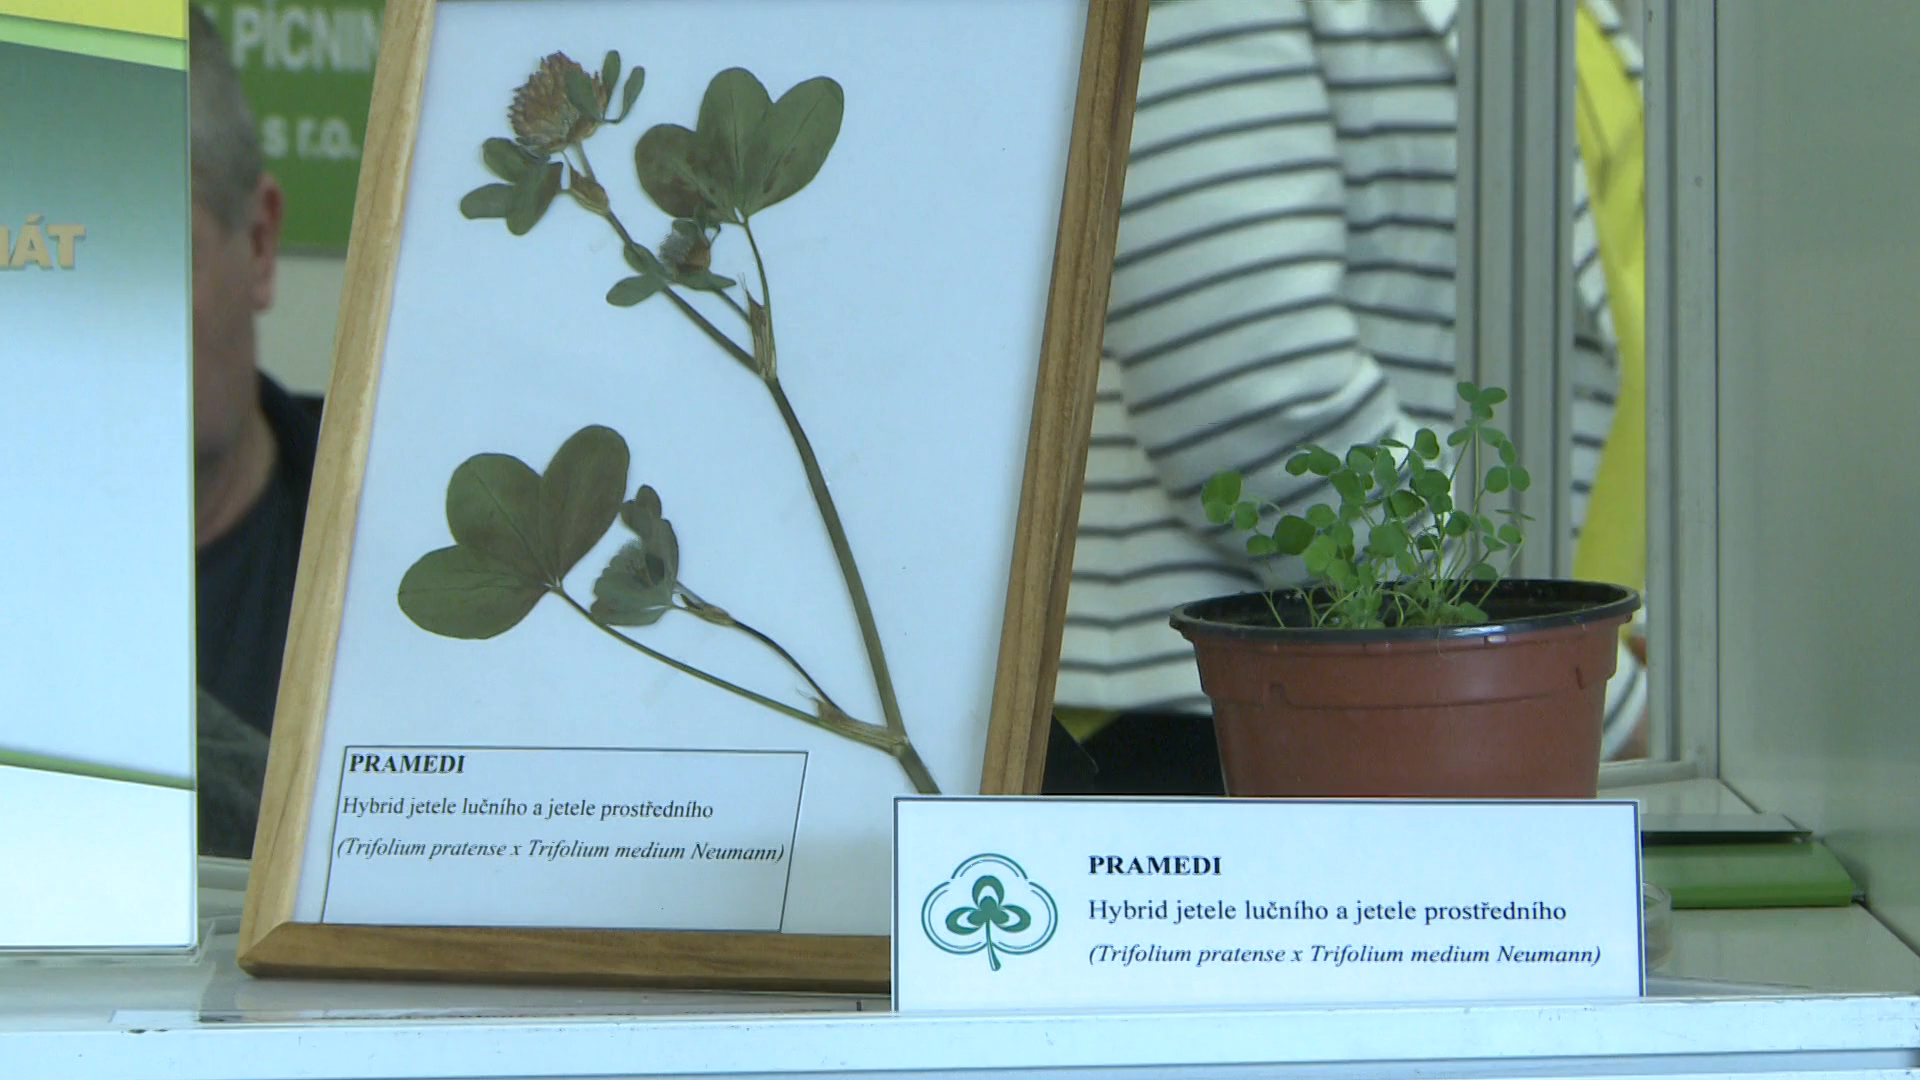 PÍCNIN
s r.o.
PRAMEDI
Hybrid jetele lučního a jetele prostředního
(Trifolium pratense x Trifolium medium Neumann)
PRAMEDI
Hybrid jetele lučního a jetele prostředního
(Trifolium pratense x Trifolium medium Neumann)